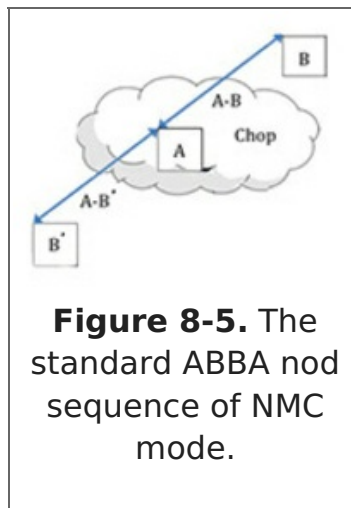 B
A-B
Chop
A
A-B*
B*
Figure 8-5. The
standard ABBA nod
sequence of NMC
mode.